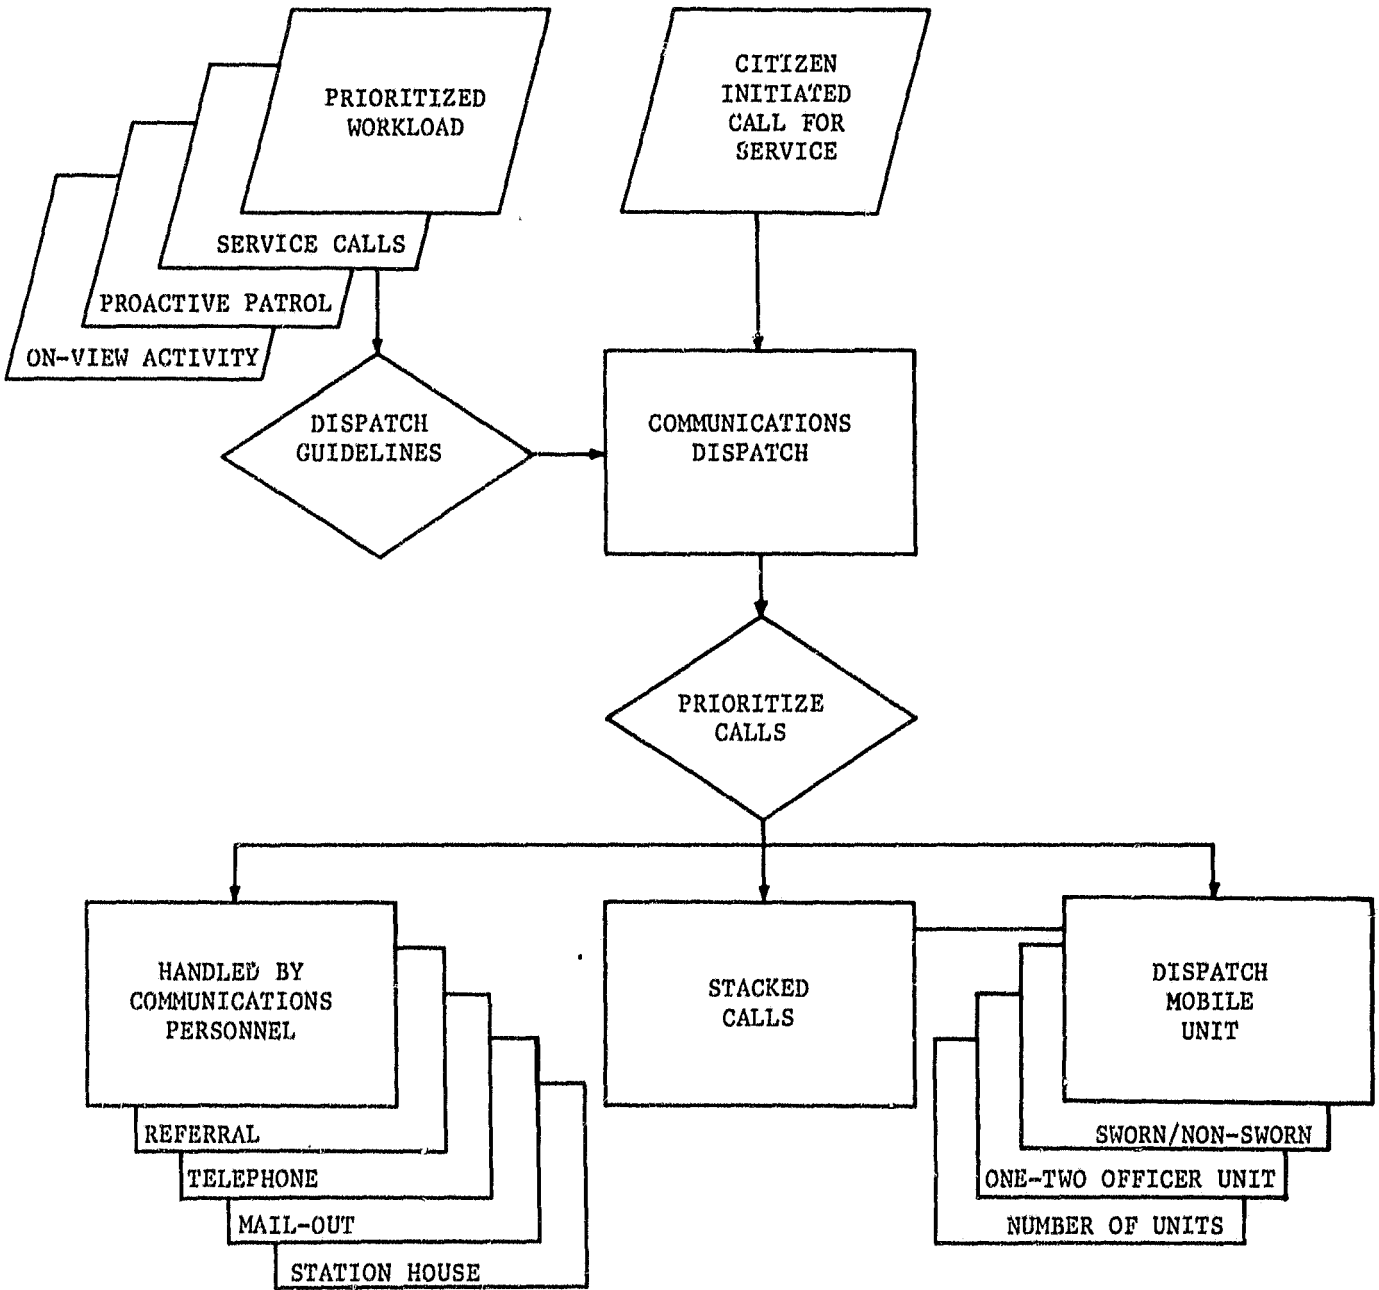 PRIORITIZED
WORKLOAD
SERVICE CALLS
PROACTIVE PATROL
ON-VIEW ACTIVITY
CITIZEN
INITIATED
CALL FOR
SERVICE
DISPATCH
GUIDELINES
COMMUNICATIONS
DISPATCH
PRIORITIZE
CALLS
HANDLED BY
COMMUNICATIONS
PERSONNEL
REFERRAL
TELEPHONE
MAIL-OUT
STATION HOUSE
STACKED
CALLS
DISPATCH
MOBILE
UNIT
SWORN/NON-SWORN
ONE-TWO OFFICER UNIT
NUMBER OF UNITS